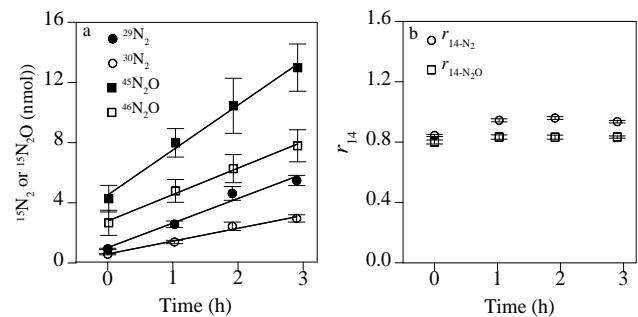 a
²⁹N₂
³⁰N₂
⁴⁵N₂O
⁴⁶N₂O
¹⁵N₂ or ¹⁵N₂O (nmol))
16
12
8
4
0
0 1 2 3
Time (h)
b
r₁₄₋N₂
r₁₄₋N₂O
r₁₄
1.6
1.2
0.8
0.4
0.0
0 1 2 3
Time (h)